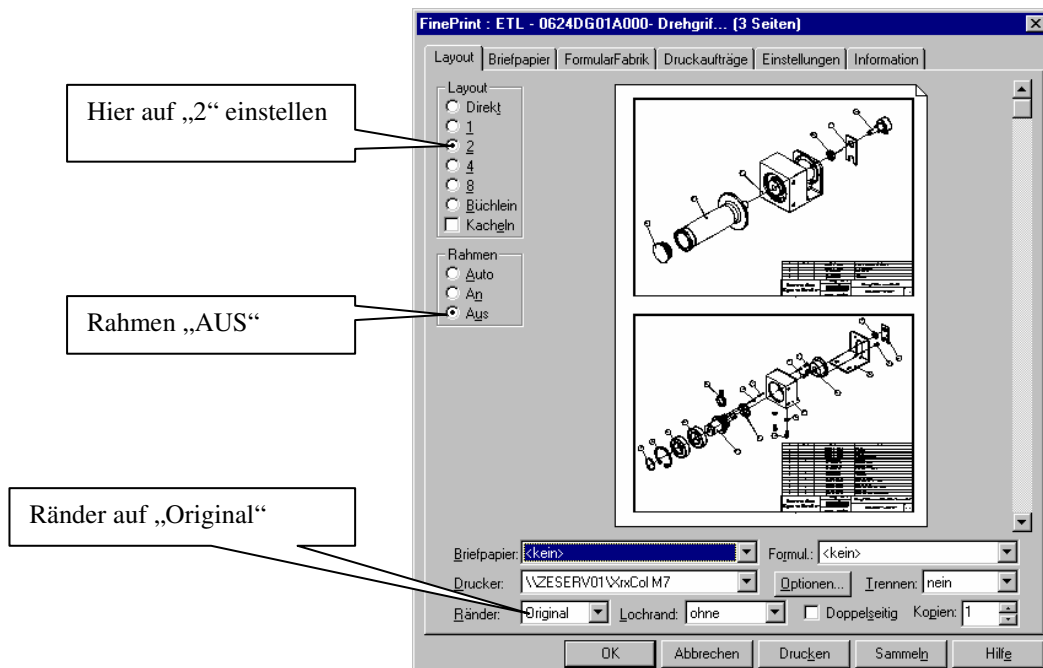 FinePrint : ETL - 0624DG01A000- Drehgrif... (3 Seiten)
Layout Briefpapier FormularFabrik Druckaufträge Einstellungen Information
Hier auf „2“ einstellen
Layout
Direkt
1
2
4
8
Büchlein
Kacheln
Rahmen
Auto
An
Aus
Rahmen „AUS“
Ränder auf „Original“
Briefpapier: <kein> Formul.: <kein>
Drucker: \\ZESERV01\XrxCol M7 Optionen... Trennen: nein
Ränder: Original Lochrand: ohne Doppelseitig Kopien: 1
OK Abbrechen Drucken Sammeln Hilfe